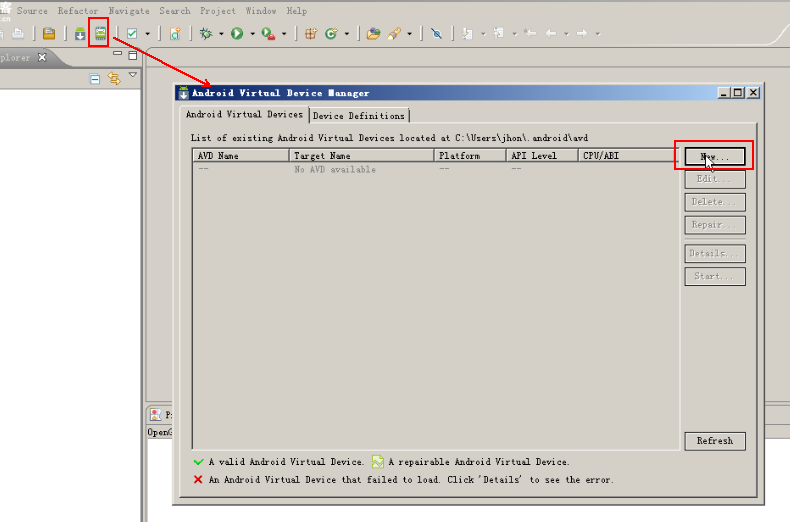 客 Source Refactor Navigate Search Project Window Help
plorer
Android Virtual Device Manager
Android Virtual Devices Device Definitions
List of existing Android Virtual Devices located at C:\Users\jhon\.android\avd
AVD Name Target Name Platform API Level CPU/ABI
-- No AVD available -- --
New...
Edit...
Delete...
Repair...
Details...
Start...
Refresh
OpenG
A valid Android Virtual Device. A repairable Android Virtual Device.
An Android Virtual Device that failed to load. Click 'Details' to see the error.